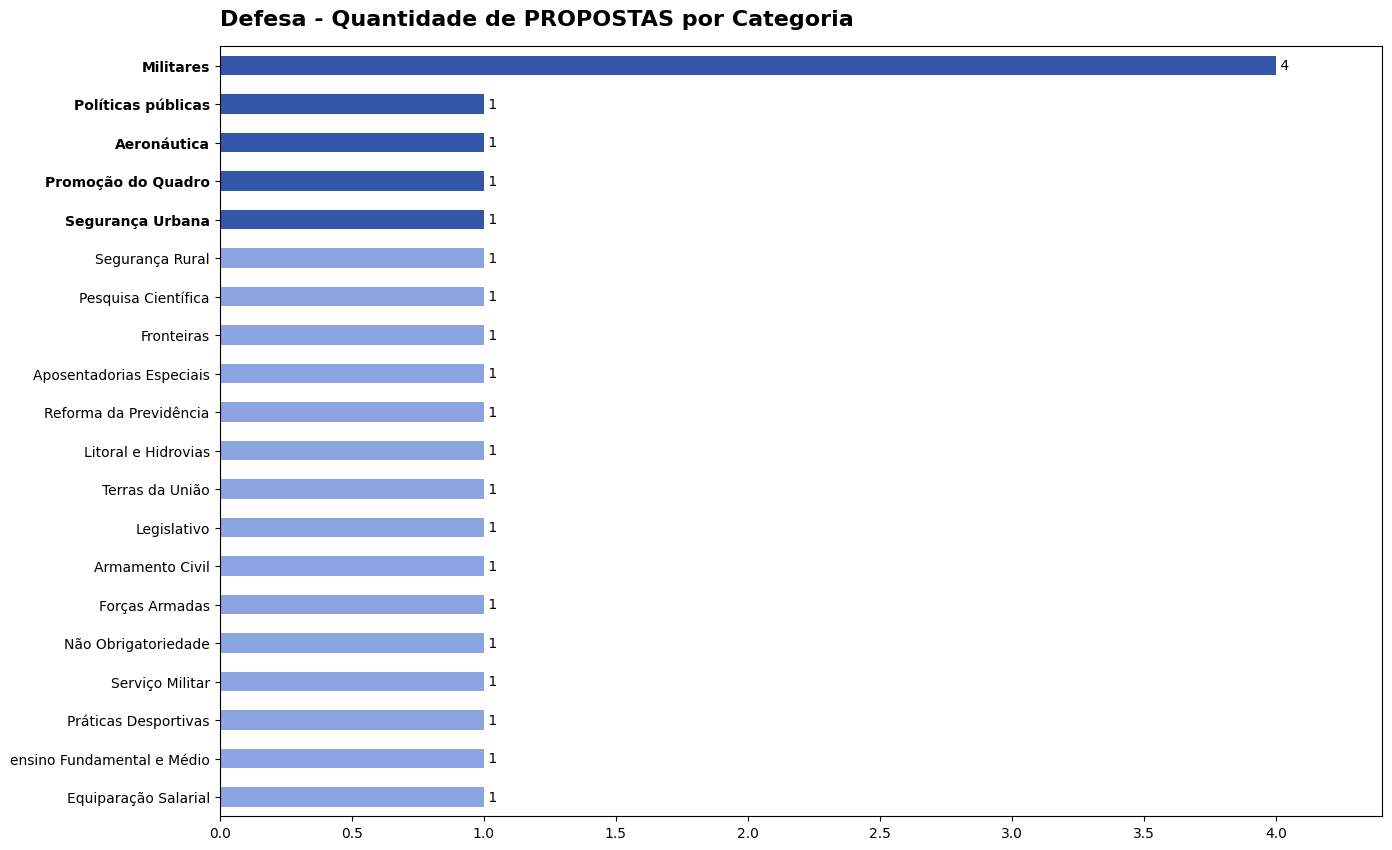 Defesa - Quantidade de PROPOSTAS por Categoria
Militares 4
Políticas públicas 1
Aeronáutica 1
Promoção do Quadro 1
Segurança Urbana 1
Segurança Rural 1
Pesquisa Científica 1
Fronteiras 1
Aposentadorias Especiais 1
Reforma da Previdência 1
Litoral e Hidrovias 1
Terras da União 1
Legislativo 1
Armamento Civil 1
Forças Armadas 1
Não Obrigatoriedade 1
Serviço Militar 1
Práticas Desportivas 1
ensino Fundamental e Médio 1
Equiparação Salarial 1
0.0 0.5 1.0 1.5 2.0 2.5 3.0 3.5 4.0